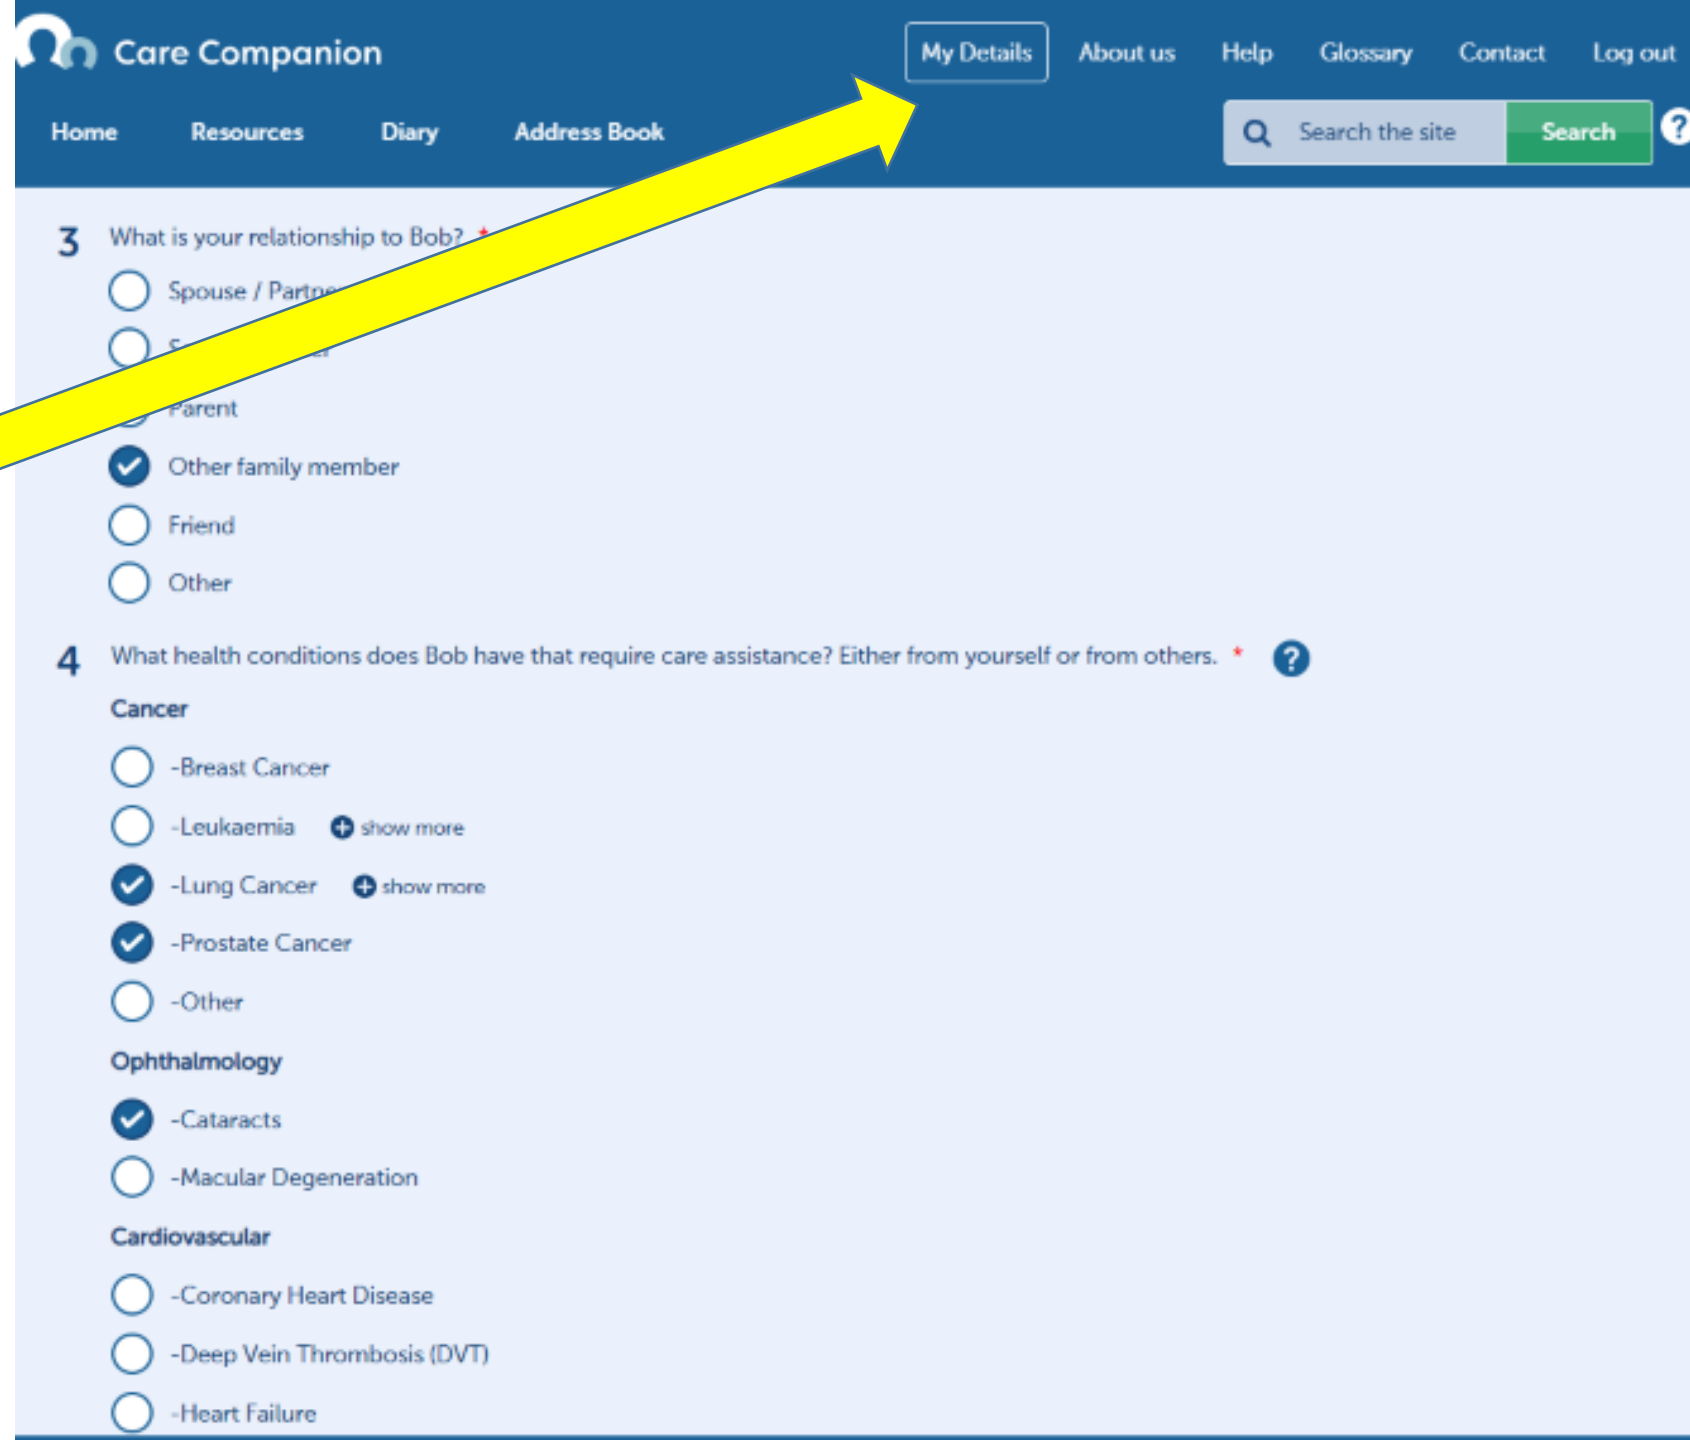 Care Companion
My Details About us Help Glossary Contact Log out
Home Resources Diary Address Book
Search the site Search ?
3 What is your relationship to Bob? *
Spouse / Partner
Parent
Other family member
Friend
Other
4 What health conditions does Bob have that require care assistance? Either from yourself or from others. * ?
Cancer
-Breast Cancer
-Leukaemia show more
-Lung Cancer show more
-Prostate Cancer
-Other
Ophthalmology
-Cataracts
-Macular Degeneration
Cardiovascular
-Coronary Heart Disease
-Deep Vein Thrombosis (DVT)
-Heart Failure